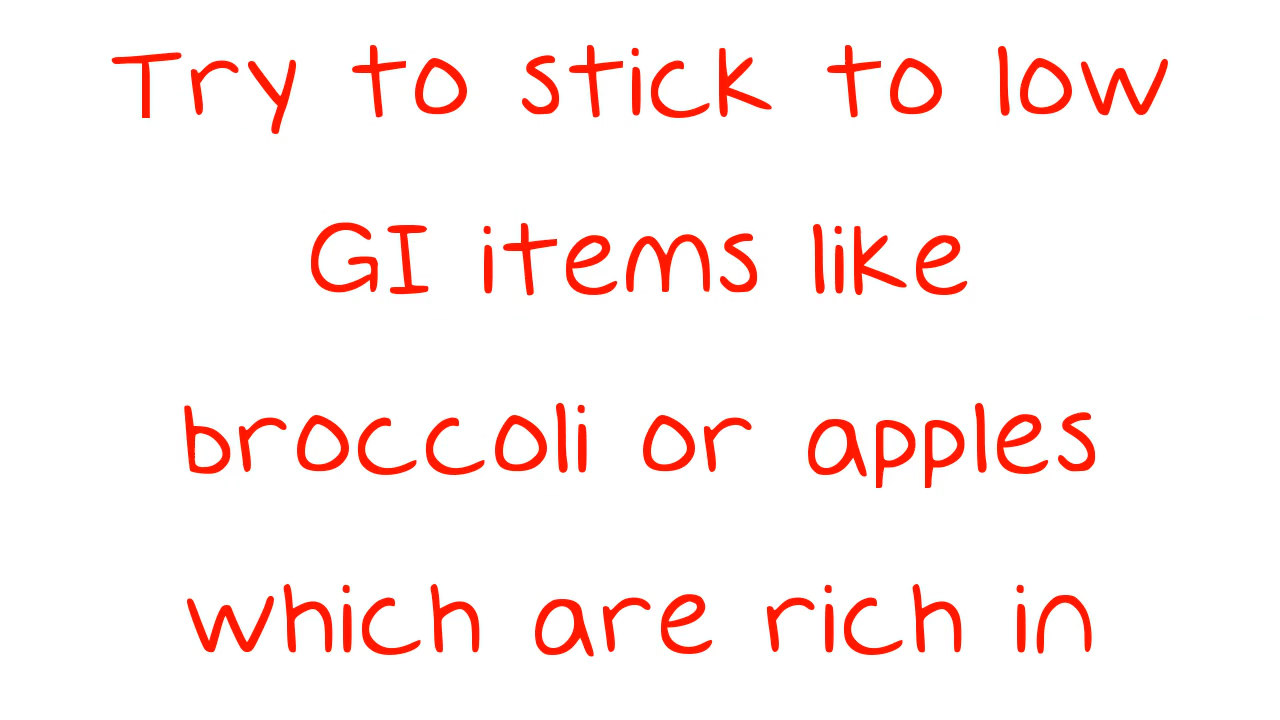 Try to stick to low
GI items like
broccoli or apples
which are rich in